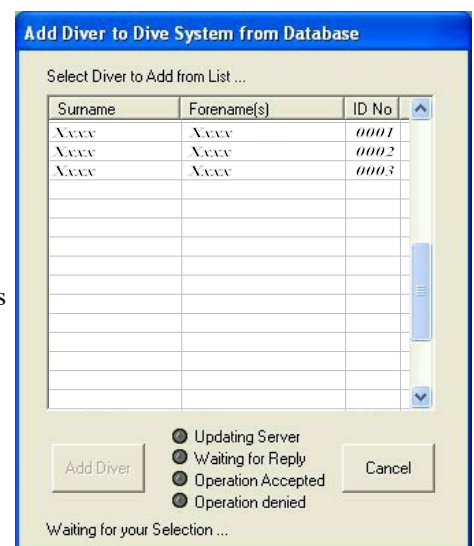 Add Diver to Dive System from Database
Select Diver to Add from List ...
Surname Forename(s) ID No
Xxxx Xxxx 0001
Xxxx Xxxx 0002
Xxxx Xxxx 0003
s
Updating Server
Waiting for Reply
Add Diver
Operation Accepted
Cancel
Operation denied
Waiting for your Selection ...